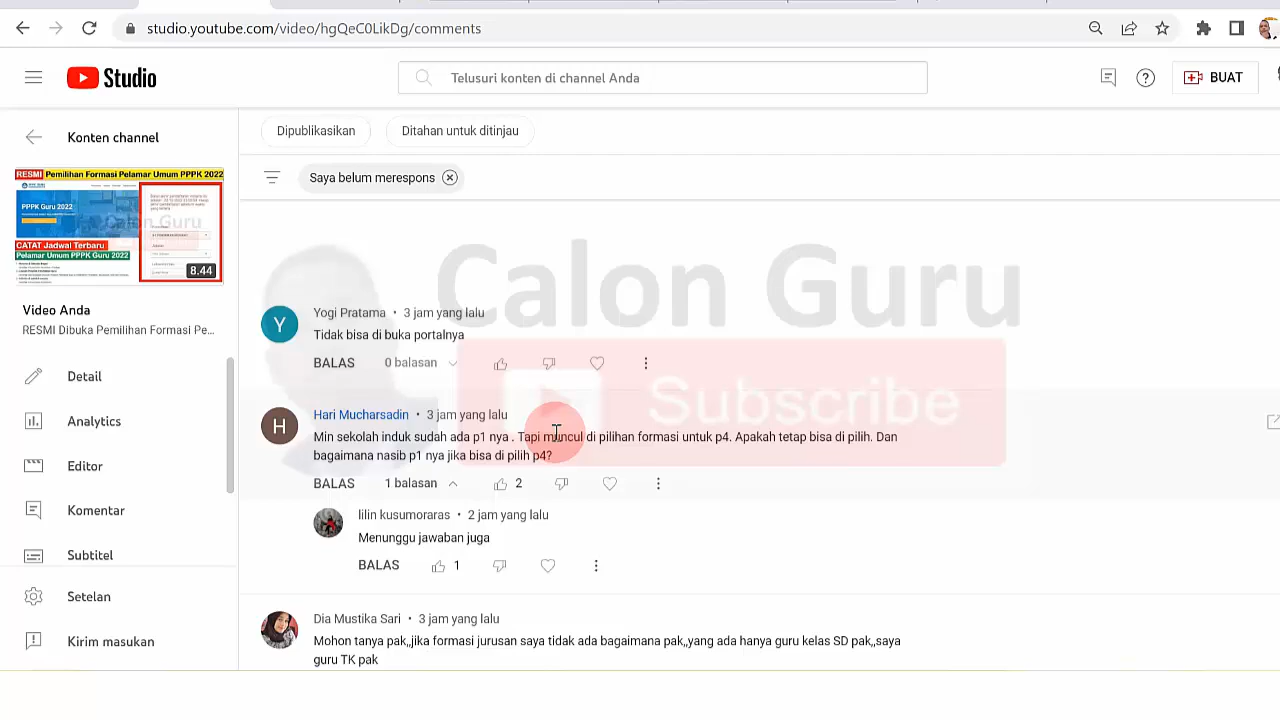 studio.youtube.com/video/hgQeC0LikDg/comments
Studio
Telusuri konten di channel Anda
BUAT
Konten channel
Dipublikasikan
Ditahan untuk ditinjau
Saya belum merespons
RESMI Pemilihan Formasi Pelamar Umum PPPK 2022
PPPK Guru 2022
Calon Guru
CATAT Jadwal Terbaru
Pelamar Umum PPPK Guru 2022
8.44
Video Anda
RESMI Dibuka Pemilihan Formasi Pe...
Detail
Analytics
Editor
Komentar
Subtitel
Setelan
Kirim masukan
Calon Guru
Subscribe
Y
Yogi Pratama • 3 jam yang lalu
Tidak bisa di buka portalnya
BALAS 0 balasan
H
Hari Mucharsadin • 3 jam yang lalu
Min sekolah induk sudah ada p1 nya . Tapi muncul di pilihan formasi untuk p4. Apakah tetap bisa di pilih. Dan
bagaimana nasib p1 nya jika bisa di pilih p4?
BALAS 1 balasan 2
lilin kusumoraras • 2 jam yang lalu
Menunggu jawaban juga
BALAS 1
Dia Mustika Sari • 3 jam yang lalu
Mohon tanya pak,,jika formasi jurusan saya tidak ada bagaimana pak,,yang ada hanya guru kelas SD pak,,saya
guru TK pak